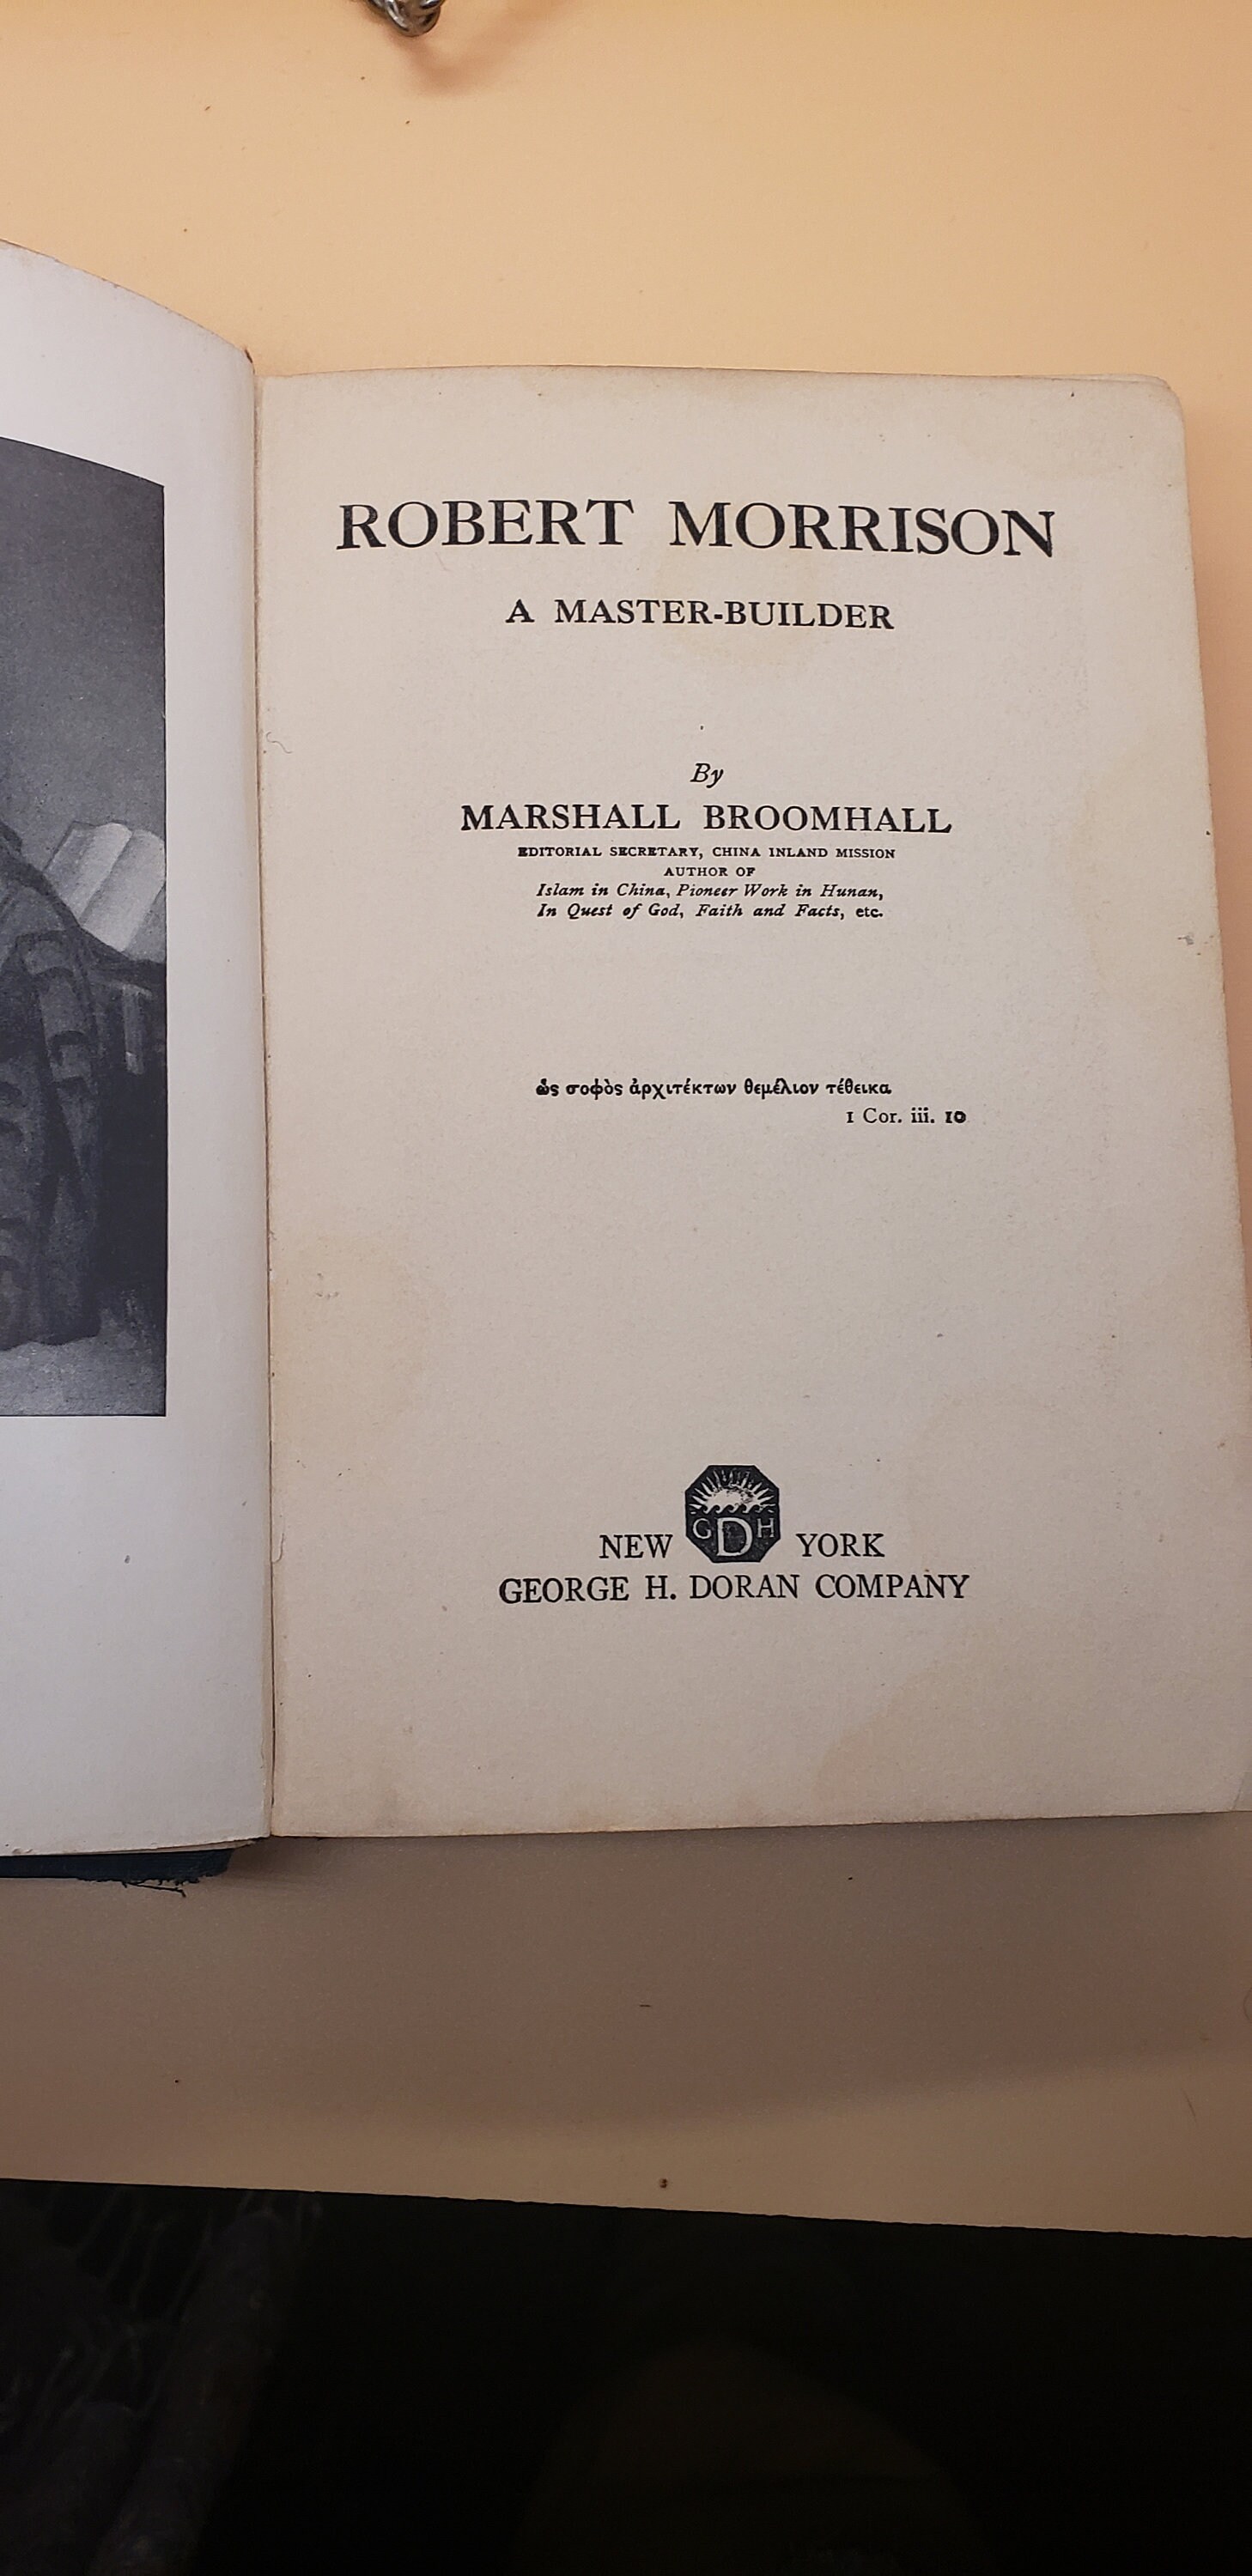 ROBERT MORRISON
A MASTER-BUILDER
By
MARSHALL BROOMHALL
EDITORIAL SECRETARY, CHINA INLAND MISSION
AUTHOR OF
Islam in China, Pioneer Work in Hunan,
In Quest of God, Faith and Facts, etc.
ὡς σοφὸς ἀρχιτέκτων θεμέλιον τέθεικα
1 Cor. iii. 10
G D H
NEW YORK
GEORGE H. DORAN COMPANY